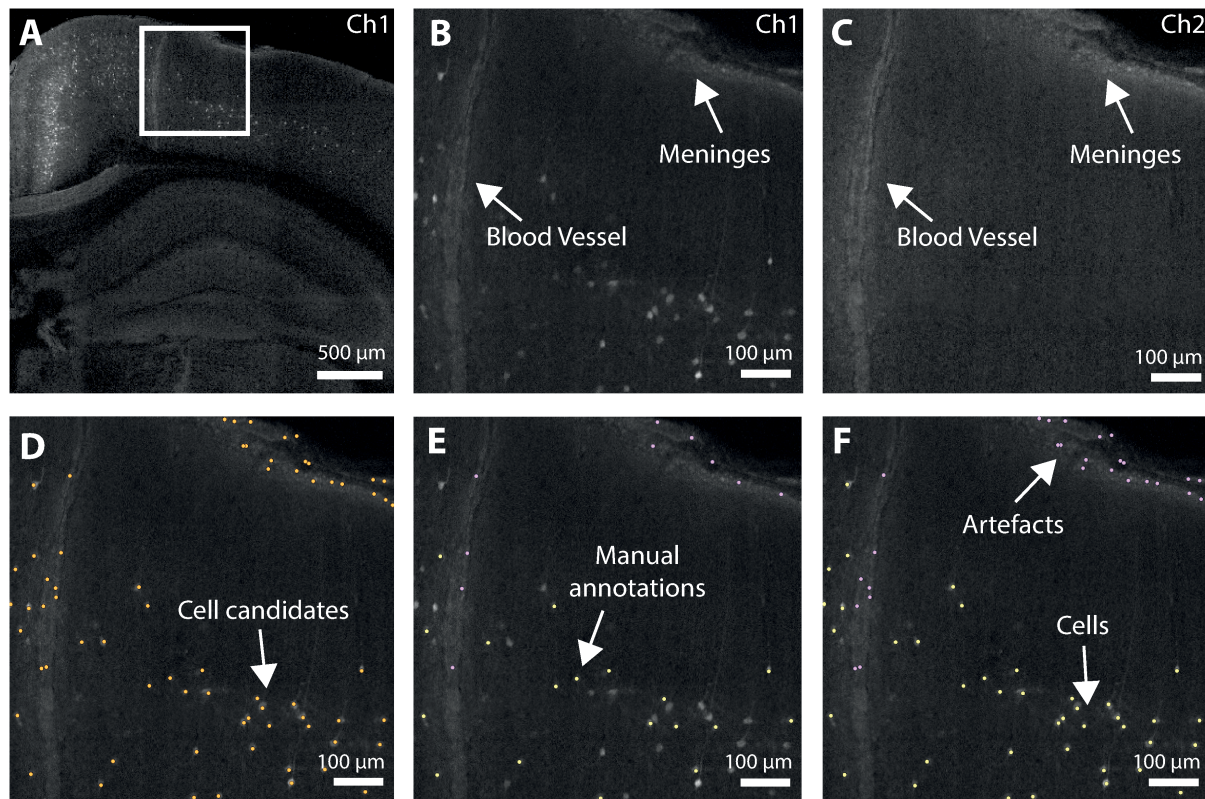 A
Ch1
500 µm
B
Ch1
Meninges
Blood Vessel
100 µm
C
Ch2
Meninges
Blood Vessel
100 µm
D
Cell candidates
100 µm
E
Manual
annotations
100 µm
F
Artefacts
Cells
100 µm